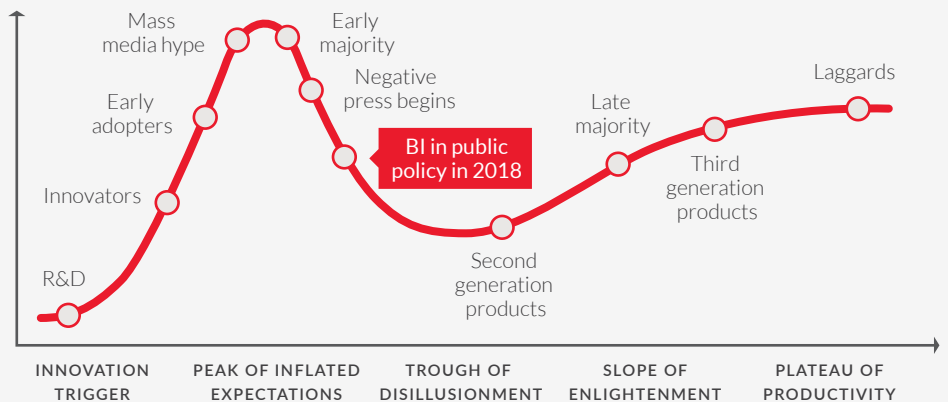 Mass
media hype
Early
majority
Negative
press begins
Early
adopters
Innovators
R&D
BI in public
policy in 2018
Second
generation
products
Late
majority
Third
generation
products
Laggards
INNOVATION
TRIGGER
PEAK OF INFLATED
EXPECTATIONS
TROUGH OF
DISILLUSIONMENT
SLOPE OF
ENLIGHTENMENT
PLATEAU OF
PRODUCTIVITY